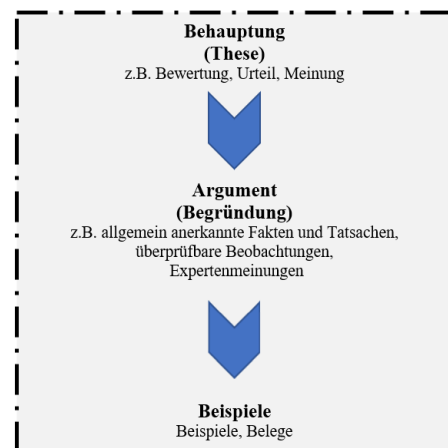 Behauptung
(These)
z.B. Bewertung, Urteil, Meinung
Argument
(Begründung)
z.B. allgemein anerkannte Fakten und Tatsachen,
überprüfbare Beobachtungen,
Expertenmeinungen
Beispiele
Beispiele, Belege